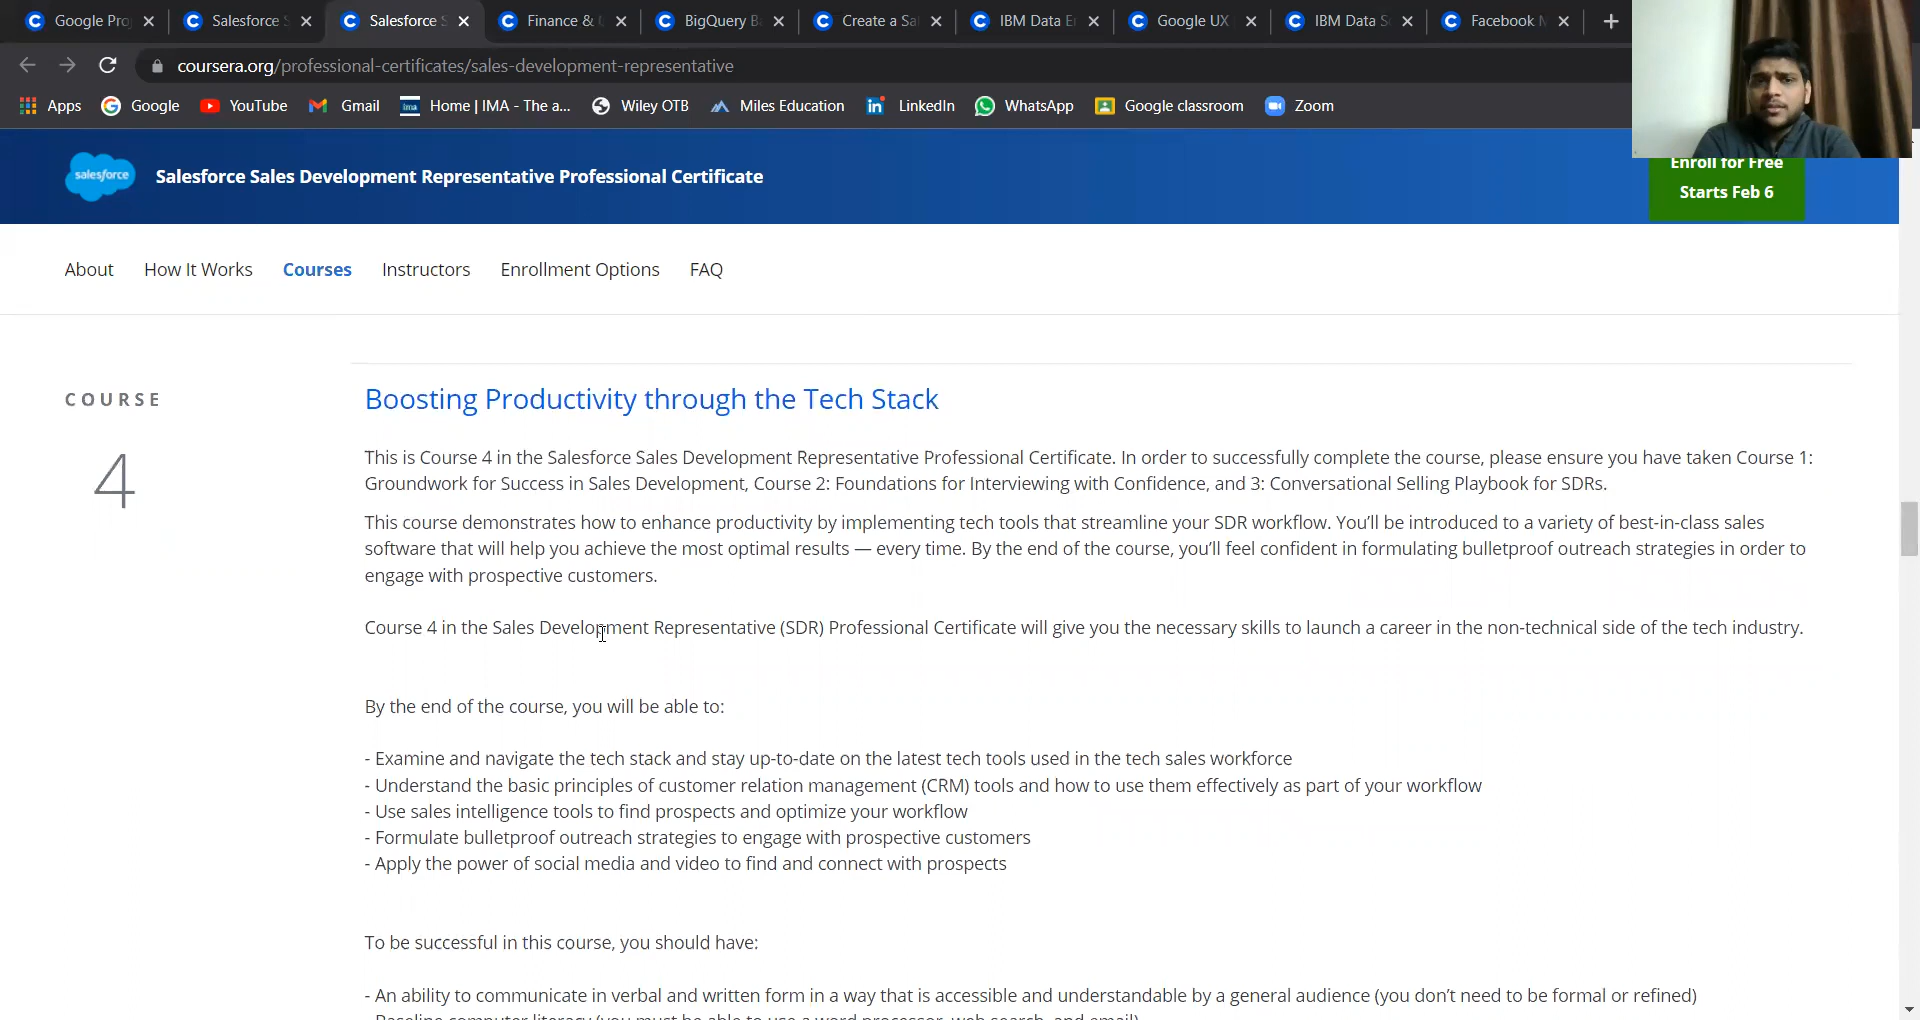 Google Pro
Salesforce S
Salesforce S
Finance &
BigQuery B
Create a Sa
IBM Data E
Google UX
IBM Data S
Facebook M
coursera.org/professional-certificates/sales-development-representative
Apps
Google
YouTube
Gmail
Home | IMA - The a...
Wiley OTB
Miles Education
LinkedIn
WhatsApp
Google classroom
Zoom
salesforce
Salesforce Sales Development Representative Professional Certificate
Enroll for Free
Starts Feb 6
About
How It Works
Courses
Instructors
Enrollment Options
FAQ
COURSE
4
Boosting Productivity through the Tech Stack
This is Course 4 in the Salesforce Sales Development Representative Professional Certificate. In order to successfully complete the course, please ensure you have taken Course 1:
Groundwork for Success in Sales Development, Course 2: Foundations for Interviewing with Confidence, and 3: Conversational Selling Playbook for SDRs.
This course demonstrates how to enhance productivity by implementing tech tools that streamline your SDR workflow. You'll be introduced to a variety of best-in-class sales
software that will help you achieve the most optimal results — every time. By the end of the course, you'll feel confident in formulating bulletproof outreach strategies in order to
engage with prospective customers.
Course 4 in the Sales Development Representative (SDR) Professional Certificate will give you the necessary skills to launch a career in the non-technical side of the tech industry.
By the end of the course, you will be able to:
- Examine and navigate the tech stack and stay up-to-date on the latest tech tools used in the tech sales workforce
- Understand the basic principles of customer relation management (CRM) tools and how to use them effectively as part of your workflow
- Use sales intelligence tools to find prospects and optimize your workflow
- Formulate bulletproof outreach strategies to engage with prospective customers
- Apply the power of social media and video to find and connect with prospects
To be successful in this course, you should have:
- An ability to communicate in verbal and written form in a way that is accessible and understandable by a general audience (you don't need to be formal or refined)
- Baseline computer literacy (you must be able to use a word processor, web search, and email)